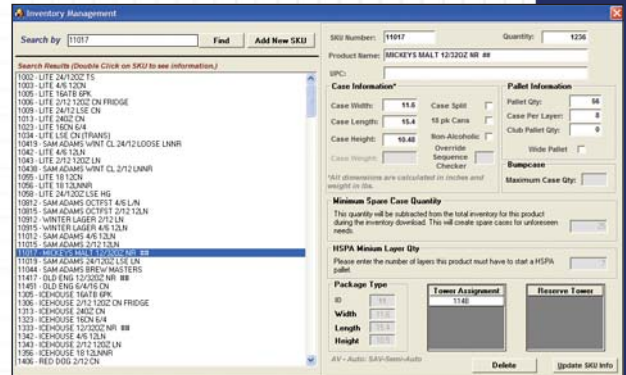 Inventory Management
Search by 11017 Find Add New SKU
Search Results (Double Click on SKU to see information.)
1002 - LITE 24/12OZ TS
1003 - LITE 4/6 12CN
1005 - LITE 16ATB 6PK
1006 - LITE 2/12 12OZ CN FRIDGE
1009 - LITE 24/12 LSE CN
1013 - LITE 24OZ CN
1023 - LITE 16CN 6/4
1034 - LITE LSE CN (TRANS)
10419 - SAM ADAMS WINT CL 24/12 LOOSE LNNR
1042 - LITE 4/6 12LN
1043 - LITE 2/12 12OZ LN
10438 - SAM ADAMS WINT CL 2/12 LNNR
1055 - LITE 18 12CN
1056 - LITE 18 12LNNR
1058 - LITE 24/12OZ LSE HG
10812 - SAM ADAMS OCTFST 4/6 L/N
10815 - SAM ADAMS OCTFST 2/12 12LN
10912 - WINTER LAGER 2/12 LN
10915 - WINTER LAGER 4/6 12LN
11012 - SAM ADAMS 4/6 12LN
11015 - SAM ADAMS 2/12 12LN
11017 - MICKEYS MALT 12/32OZ NR ##
11019 - SAM ADAMS 24/12OZ LSE LN
11044 - SAM ADAMS BREW MASTERS
11417 - OLD ENG 12/32OZ NR ##
11451 - OLD ENG 6/4/16 CN
1305 - ICEHOUSE 16ATB 6PK
1306 - ICEHOUSE 2/12 12OZ CN FRIDGE
1313 - ICEHOUSE 24OZ CN
1323 - ICEHOUSE 16CN 6/4
1333 - ICEHOUSE 12/32OZ NR ##
1342 - ICEHOUSE 4/6 12LN
1343 - ICEHOUSE 2/12 12OZ LN
1356 - ICEHOUSE 18 12LNNR
1406 - RED DOG 2/12 CN
SKU Number: 11017 Quantity: 1236
Product Name: MICKEYS MALT 12/32OZ NR ##
UPC:
Case Information*
Case Width: 11.6 Case Split
Case Length: 15.4 18 pk Cans
Case Height: 10.48 Non-Alcoholic
Case Weight: Override Sequence Checker
*All dimensions are calculated in inches and
weight in lbs.
Pallet Information
Pallet Qty: 56
Case Per Layer: 8
Club Pallet Qty: 0
Wide Pallet
Bumpcase
Maximum Case Qty:
Minimum Spare Case Quantity
This quantity will be subtracted from the total inventory for this product
during the inventory download. This will create spare cases for unforeseen
needs. 25
HSPA Minium Layer Qty
Please enter the number of layers this product must have to start a HSPA
pallet.
Package Type
ID 11
Width 11.6
Length 15.4
Height 10.5
Tower Assignment
1148
Reserve Tower
AV - Auto: SAV-Semi-Auto
Delete Update SKU Info